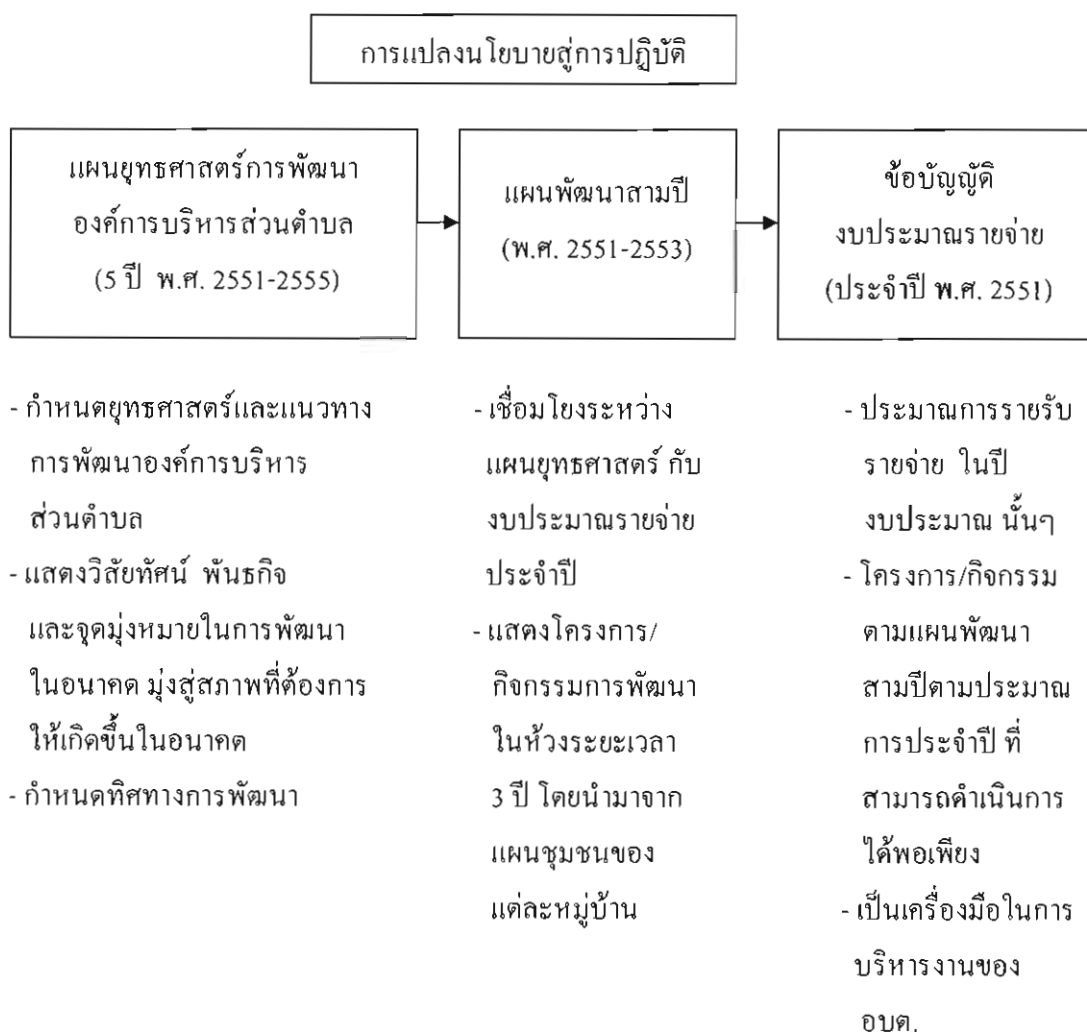 การแปลงนโยบายสู่การปฏิบัติ
แผนยุทธศาสตร์การพัฒนา
องค์การบริหารส่วนตำบล
(5 ปี พ.ศ. 2551-2555)
แผนพัฒนาสามปี
(พ.ศ. 2551-2553)
ข้อบัญญัติ
งบประมาณรายจ่าย
(ประจำปี พ.ศ. 2551)
- กำหนดยุทธศาสตร์และแนวทาง
การพัฒนาองค์การบริหาร
ส่วนตำบล
- แสดงวิสัยทัศน์ พันธกิจ
และจุดมุ่งหมายในการพัฒนา
ในอนาคต มุ่งสู่สภาพที่ต้องการ
ให้เกิดขึ้นในอนาคต
- กำหนดทิศทางการพัฒนา
- เชื่อมโยงระหว่าง
แผนยุทธศาสตร์ กับ
งบประมาณรายจ่าย
ประจำปี
- แสดงโครงการ/
กิจกรรมการพัฒนา
ในห้วงระยะเวลา
3 ปี โดยนำมาจาก
แผนชุมชนของ
แต่ละหมู่บ้าน
- ประมาณการรายรับ
รายจ่าย ในปี
งบประมาณ นั้นๆ
- โครงการ/กิจกรรม
ตามแผนพัฒนา
สามปีตามประมาณ
การประจำปี ที่
สามารถดำเนินการ
ได้พอเพียง
- เป็นเครื่องมือในการ
บริหารงานของ
อบต.